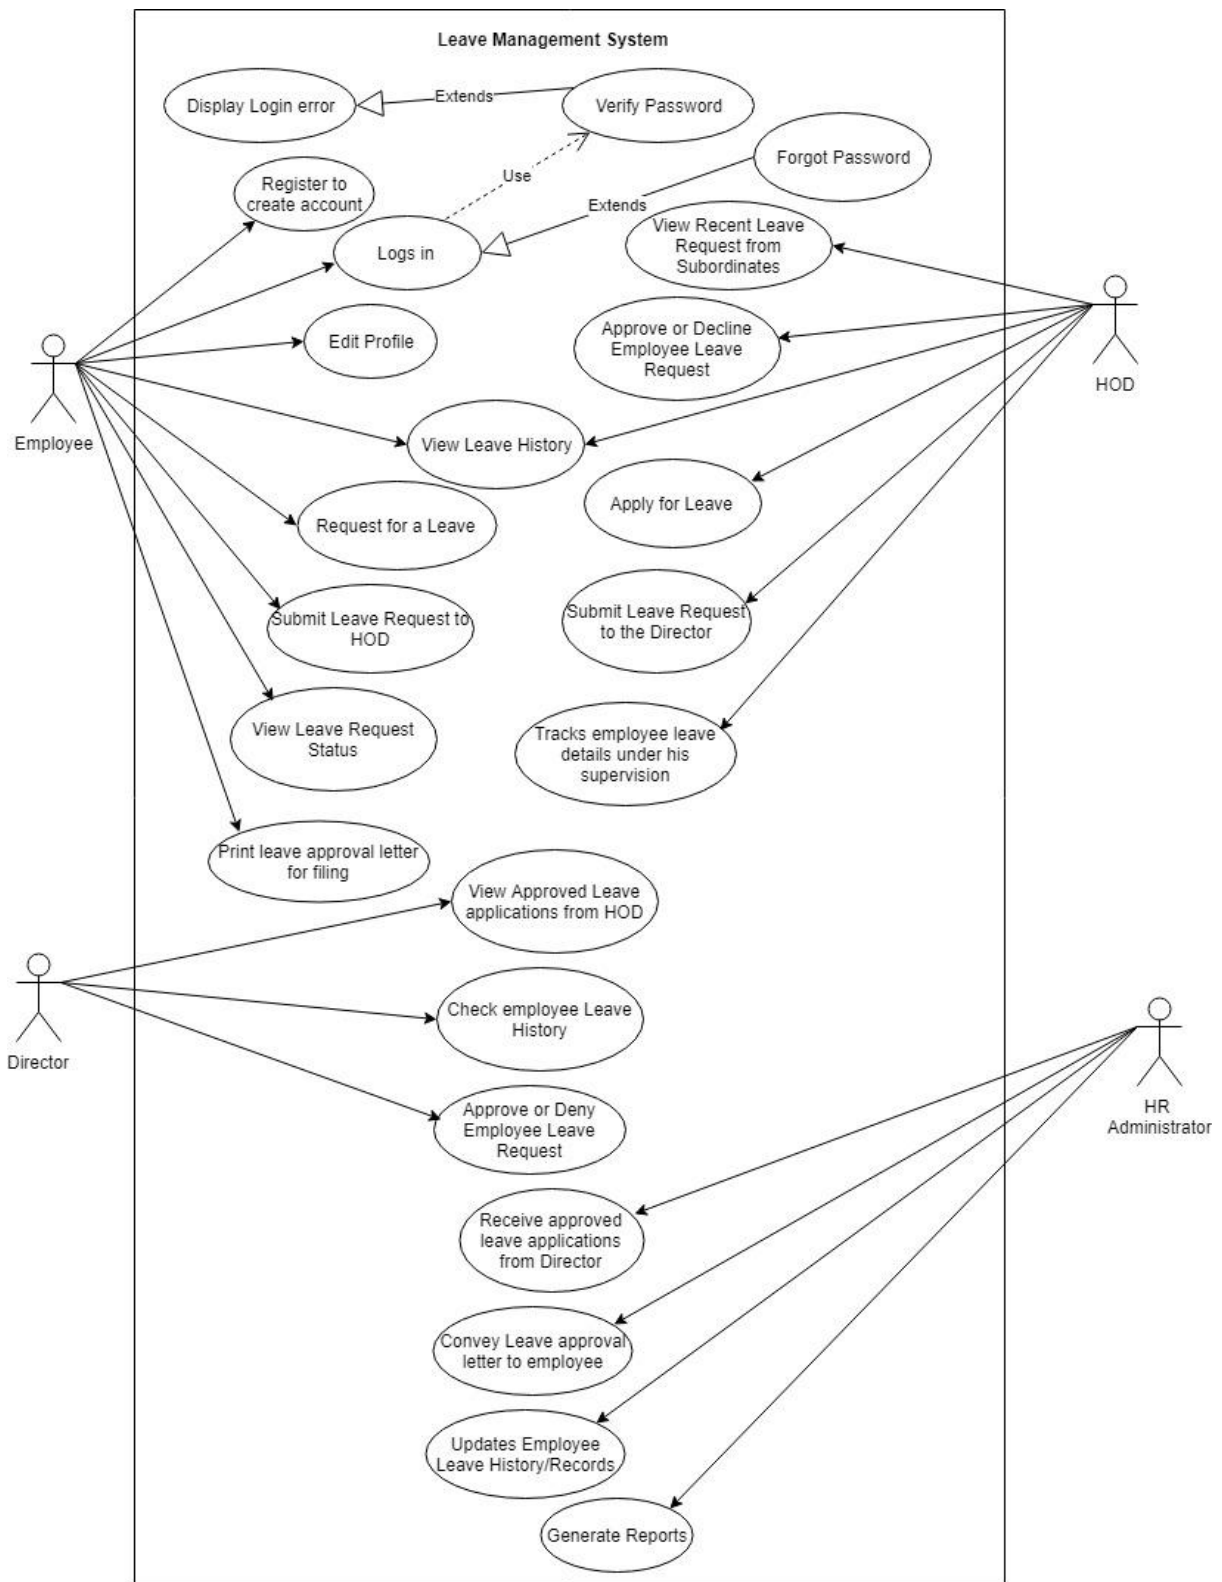 Leave Management System
Display Login error
Extends
Verify Password
Forgot Password
Use
Register to
create account
Extends
Logs in
View Recent Leave
Request from
Subordinates
Edit Profile
Approve or Decline
Employee Leave
Request
HOD
Employee
View Leave History
Apply for Leave
Request for a Leave
Submit Leave Request to
HOD
Submit Leave Request
to the Director
View Leave Request
Status
Tracks employee leave
details under his
supervision
Print leave approval letter
for filing
View Approved Leave
applications from HOD
Check employee Leave
History
Director
Approve or Deny
Employee Leave
Request
HR
Administrator
Receive approved
leave applications
from Director
Convey Leave approval
letter to employee
Updates Employee
Leave History/Records
Generate Reports